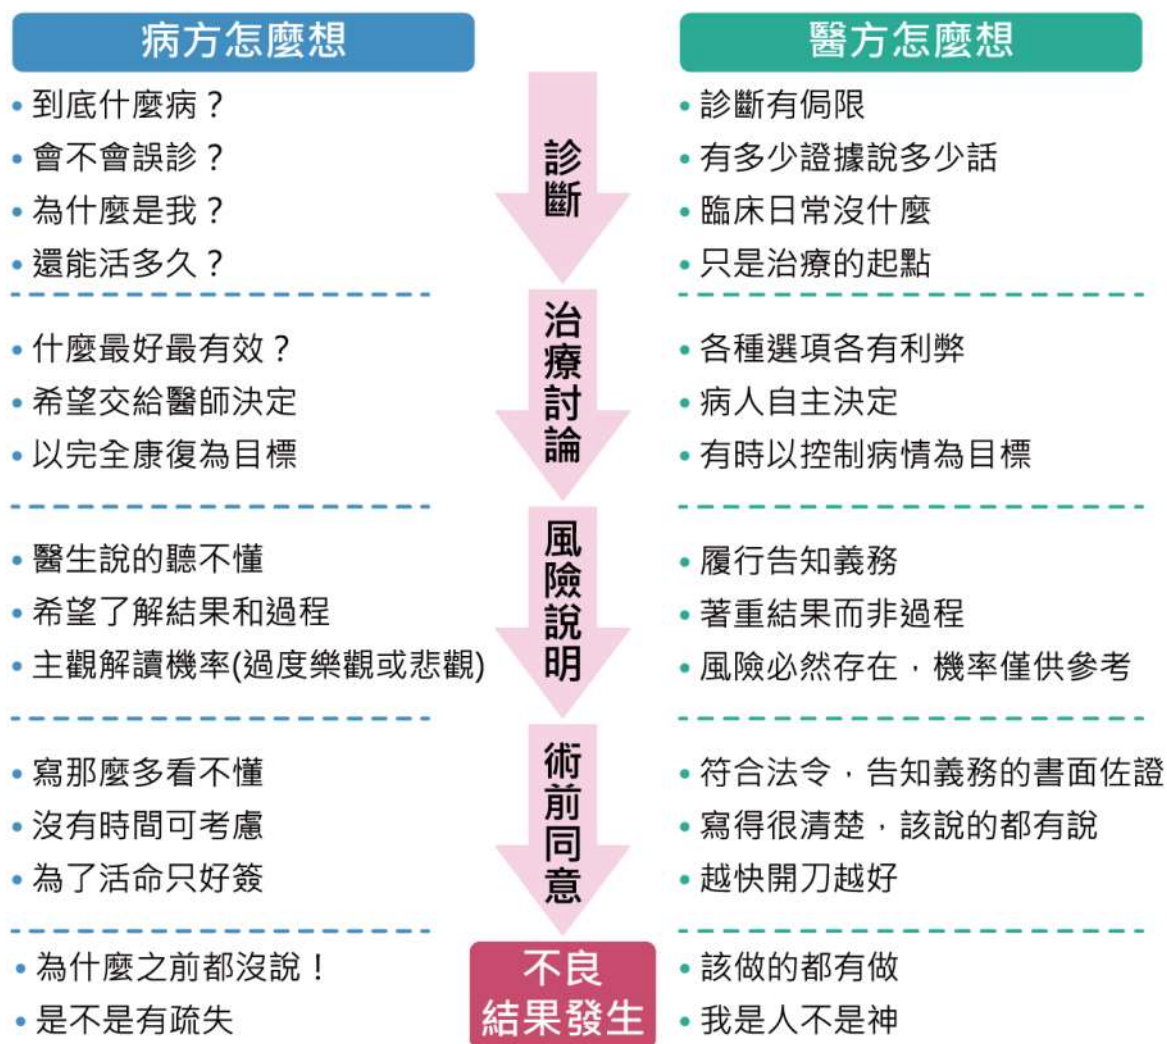 病方怎麼想
醫方怎麼想
診斷
• 到底什麼病？
• 會不會誤診？
• 為什麼是我？
• 還能活多久？
• 診斷有侷限
• 有多少證據說多少話
• 臨床日常沒什麼
• 只是治療的起點
治療討論
• 什麼最好最有效？
• 希望交給醫師決定
• 以完全康復為目標
• 各種選項各有利弊
• 病人自主決定
• 有時以控制病情為目標
風險說明
• 醫生說的聽不懂
• 希望了解結果和過程
• 主觀解讀機率(過度樂觀或悲觀)
• 履行告知義務
• 著重結果而非過程
• 風險必然存在，機率僅供參考
術前同意
• 寫那麼多看不懂
• 沒有時間可考慮
• 為了活命只好簽
• 符合法令，告知義務的書面佐證
• 寫得很清楚，該說的都有說
• 越快開刀越好
不良
結果發生
• 為什麼之前都沒說！
• 是不是有疏失
• 該做的都有做
• 我是人不是神